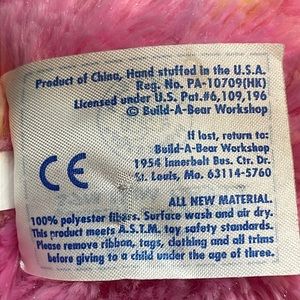 Product of China, Hand stuffed in the U.S.A.
Reg. No. PA-10709(HK)
Licensed under U.S. Pat.#6,109,196
© Build-A-Bear Workshop
If lost, return to:
Build-A-Bear Workshop
1954 Innerbelt Bus. Ctr. Dr.
St. Louis, Mo. 63114-5760
CE
ALL NEW MATERIAL.
100% polyester fibers. Surface wash and air dry.
This product meets A.S.T.M. toy safety standards.
Please remove ribbon, tags, clothing and all trims
before giving to a child under the age of three.